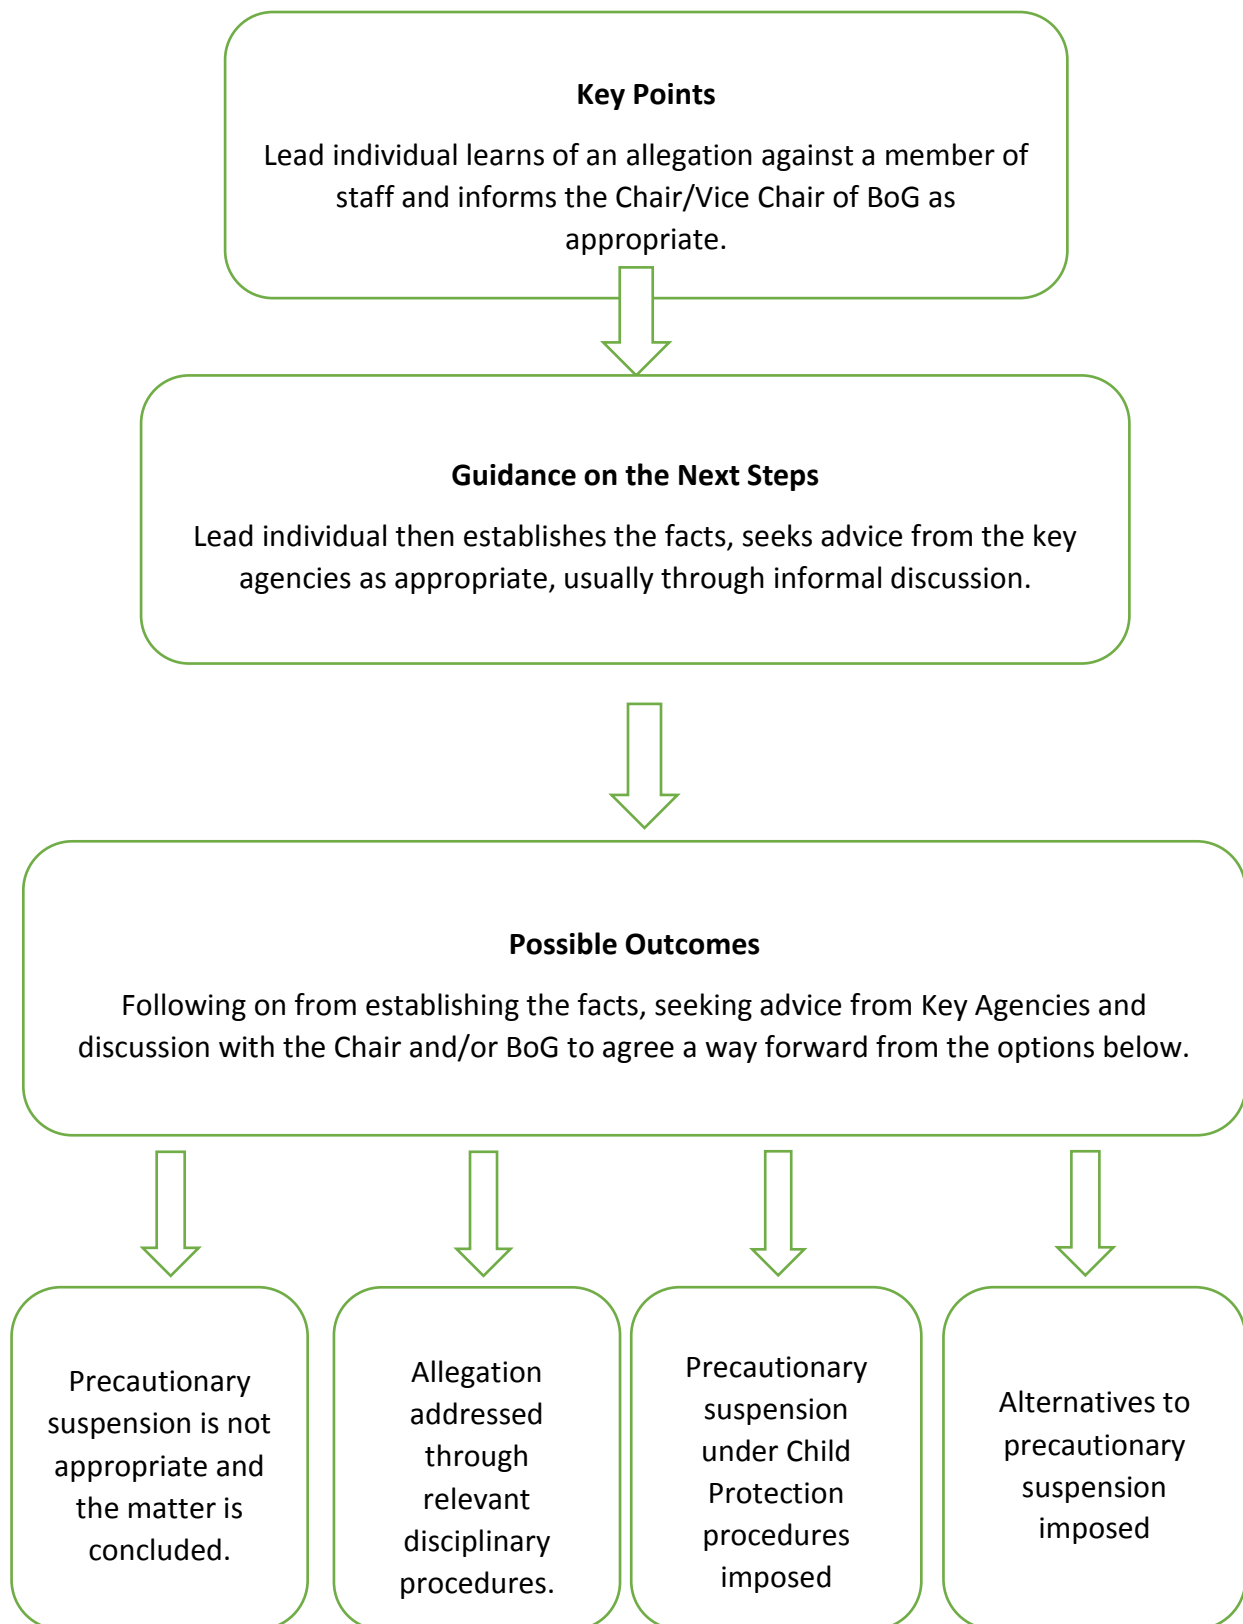 Key Points
Lead individual learns of an allegation against a member of
staff and informs the Chair/Vice Chair of BoG as
appropriate.
Guidance on the Next Steps
Lead individual then establishes the facts, seeks advice from the key
agencies as appropriate, usually through informal discussion.
Possible Outcomes
Following on from establishing the facts, seeking advice from Key Agencies and
discussion with the Chair and/or BoG to agree a way forward from the options below.
Precautionary
suspension is not
appropriate and
the matter is
concluded.
Allegation
addressed
through
relevant
disciplinary
procedures.
Precautionary
suspension
under Child
Protection
procedures
imposed
Alternatives to
precautionary
suspension
imposed